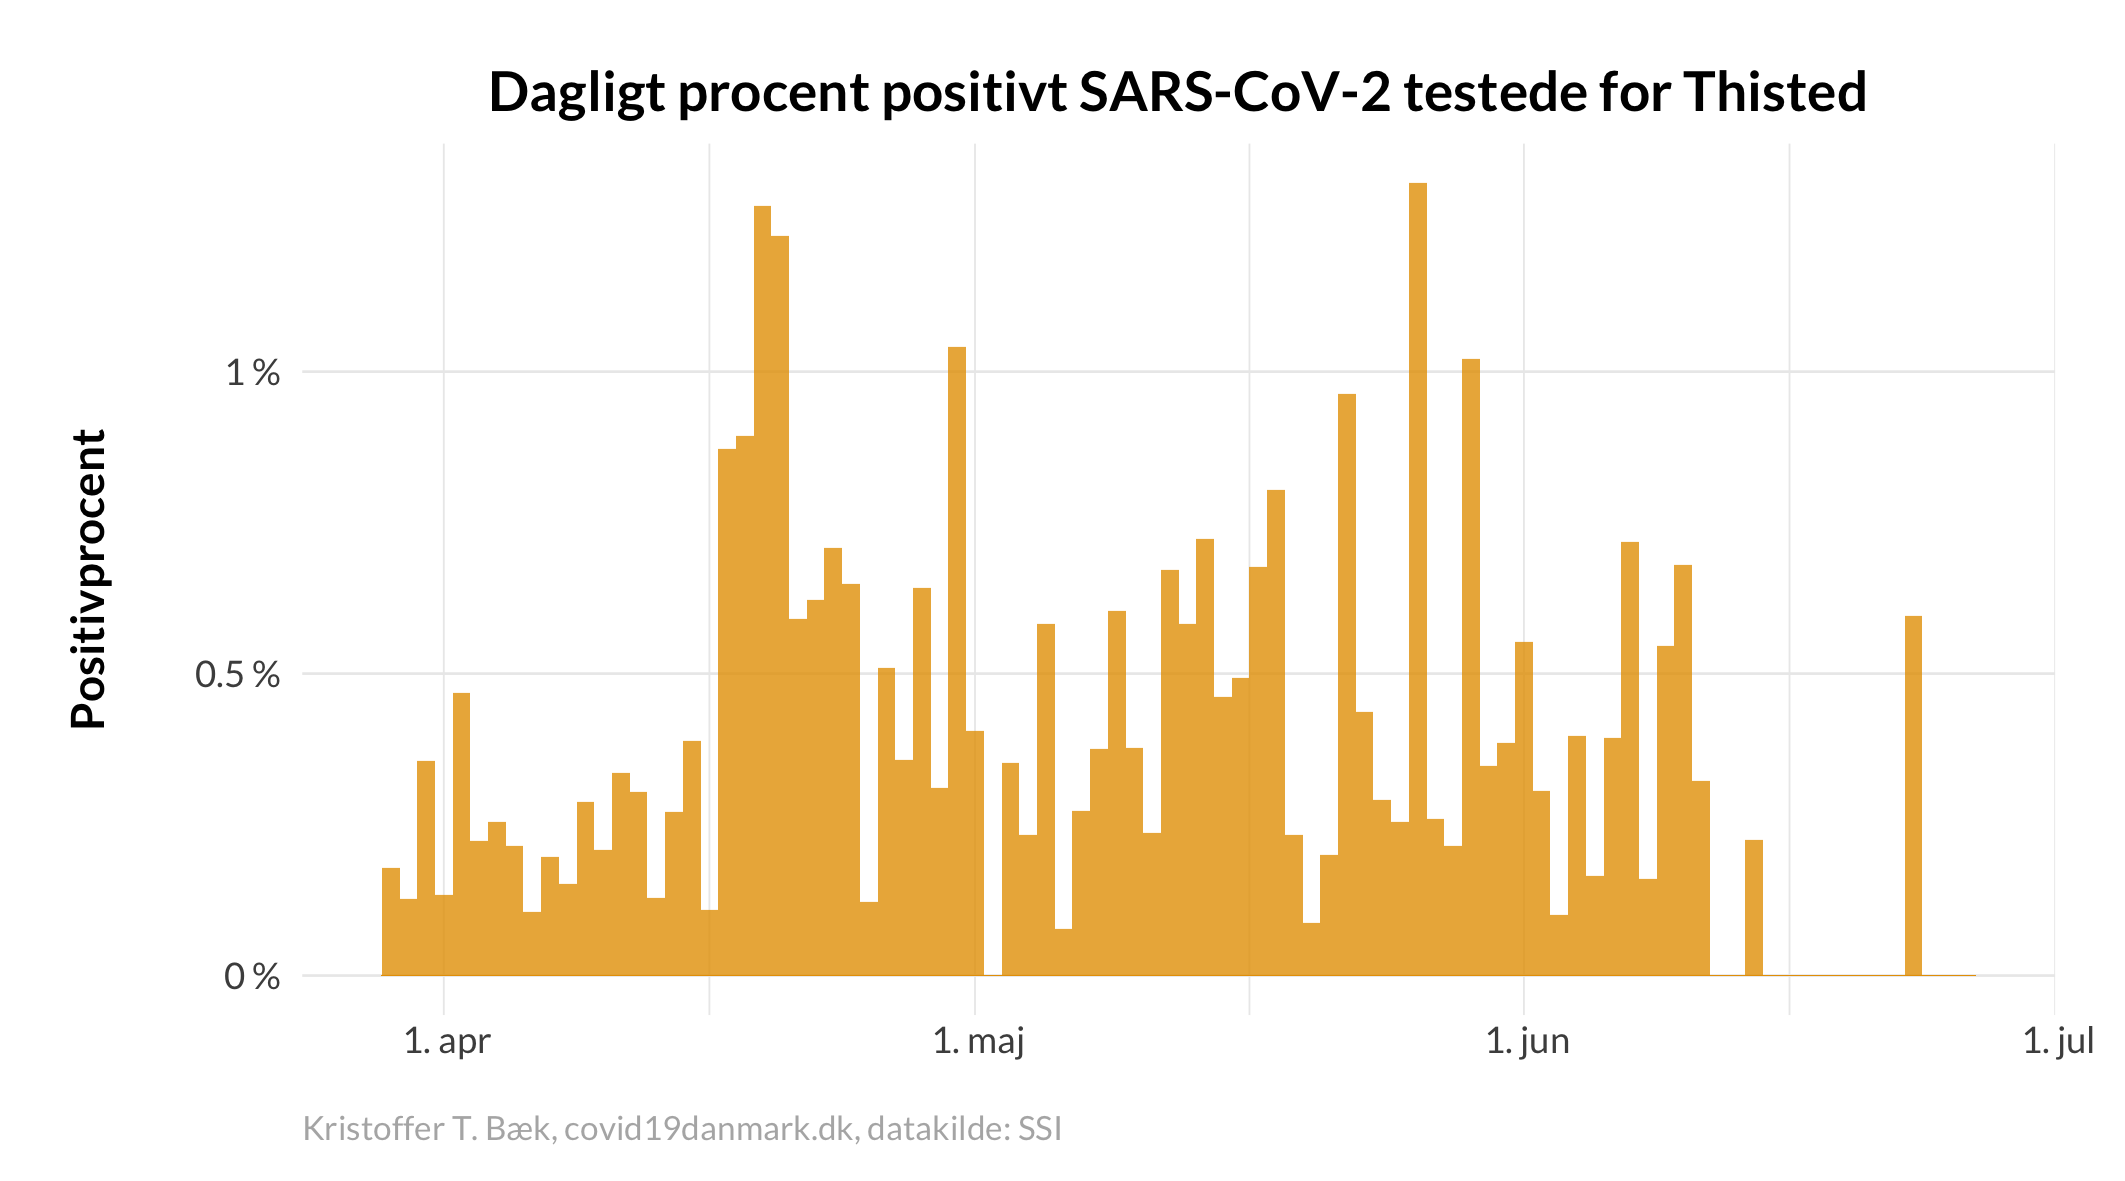 Dagligt procent positivt SARS-CoV-2 testede for Thisted
Positivprocent
1 %
0.5 %
0 %
1. apr
1. maj
1. jun
1. jul
Kristoffer T. Bæk, covid19danmark.dk, datakilde: SSI